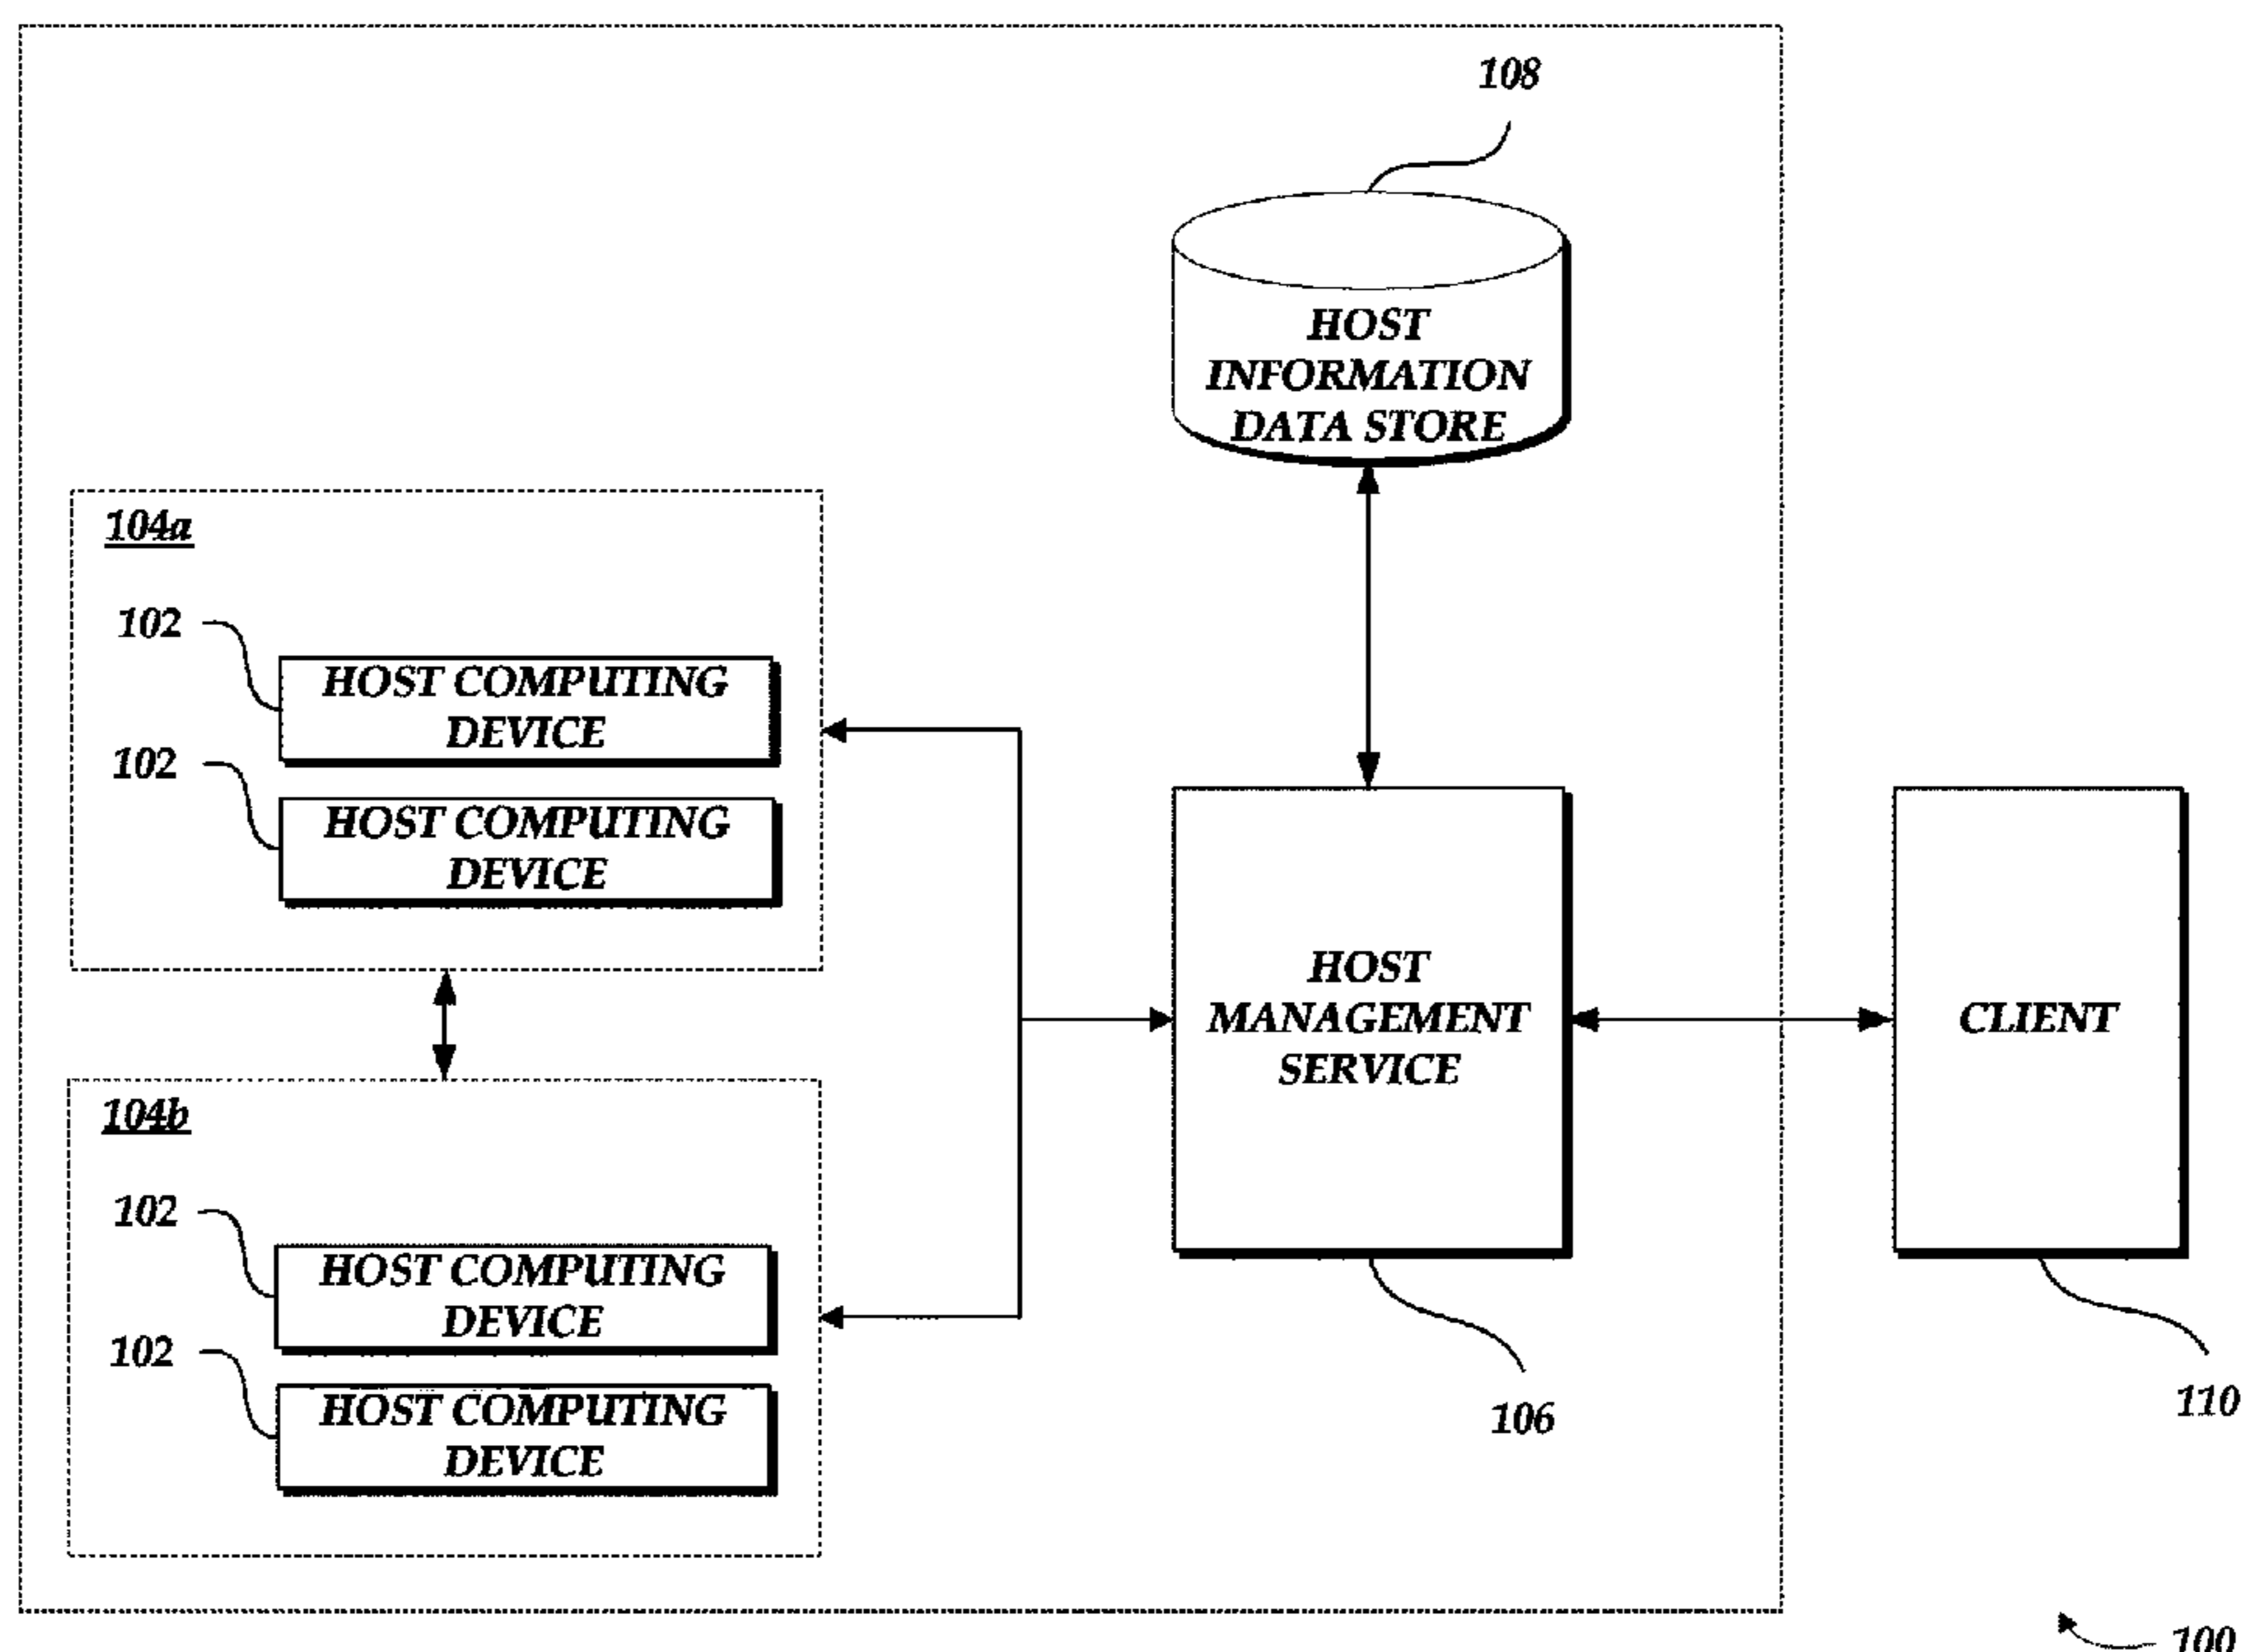 108
HOST
INFORMATION
DATA STORE
104a
102
HOST COMPUTING
DEVICE
102
HOST COMPUTING
DEVICE
HOST
MANAGEMENT
SERVICE
CLIENT
104b
102
HOST COMPUTING
DEVICE
102
HOST COMPUTING
DEVICE
106
110
100